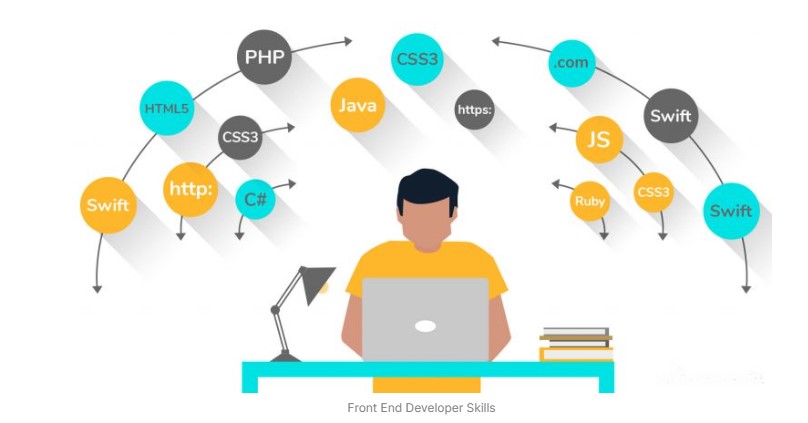 PHP
CSS3
.com
HTML5
Java
https:
Swift
CSS3
JS
http:
C#
Ruby
CSS3
Swift
Swift
Front End Developer Skills